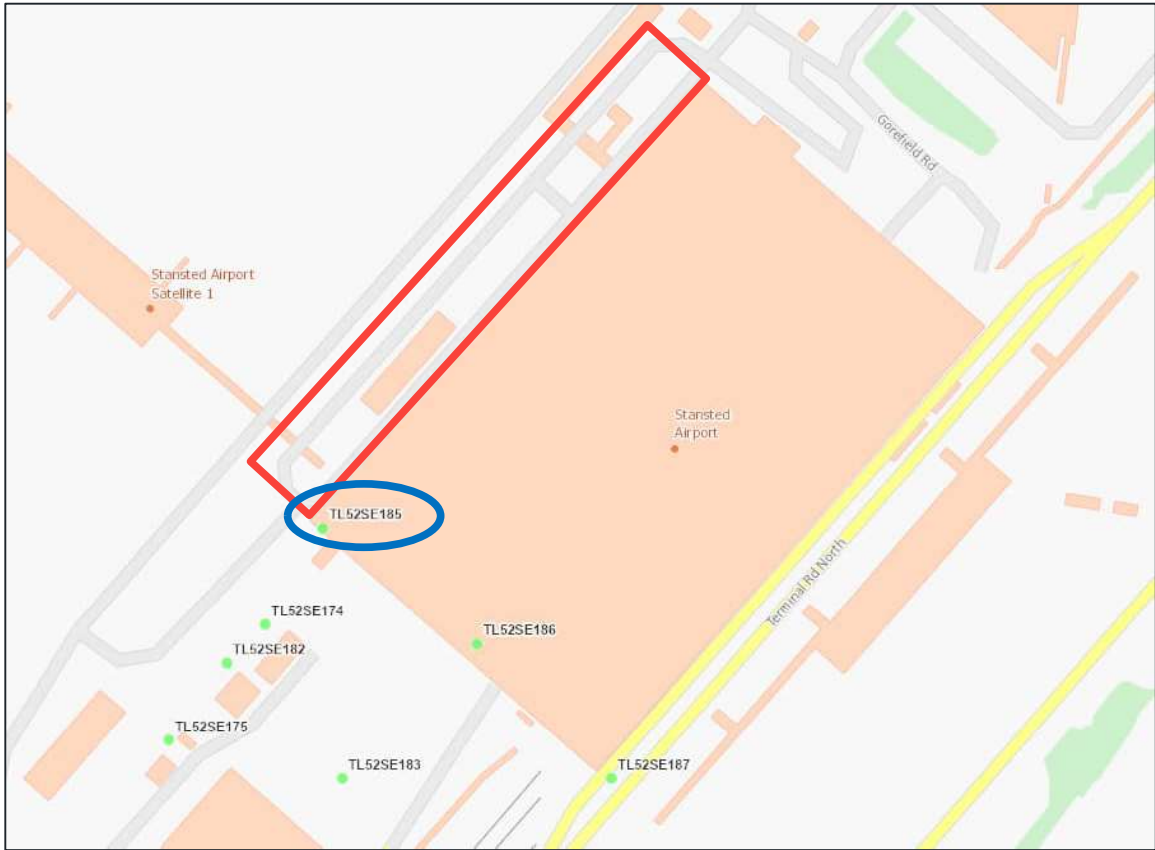 Gorefield Rd
Stansted Airport
Satellite 1
Stansted
Airport
TL52SE185
Terminal Rd North
TL52SE174
TL52SE186
TL52SE182
TL52SE175
TL52SE183
TL52SE187